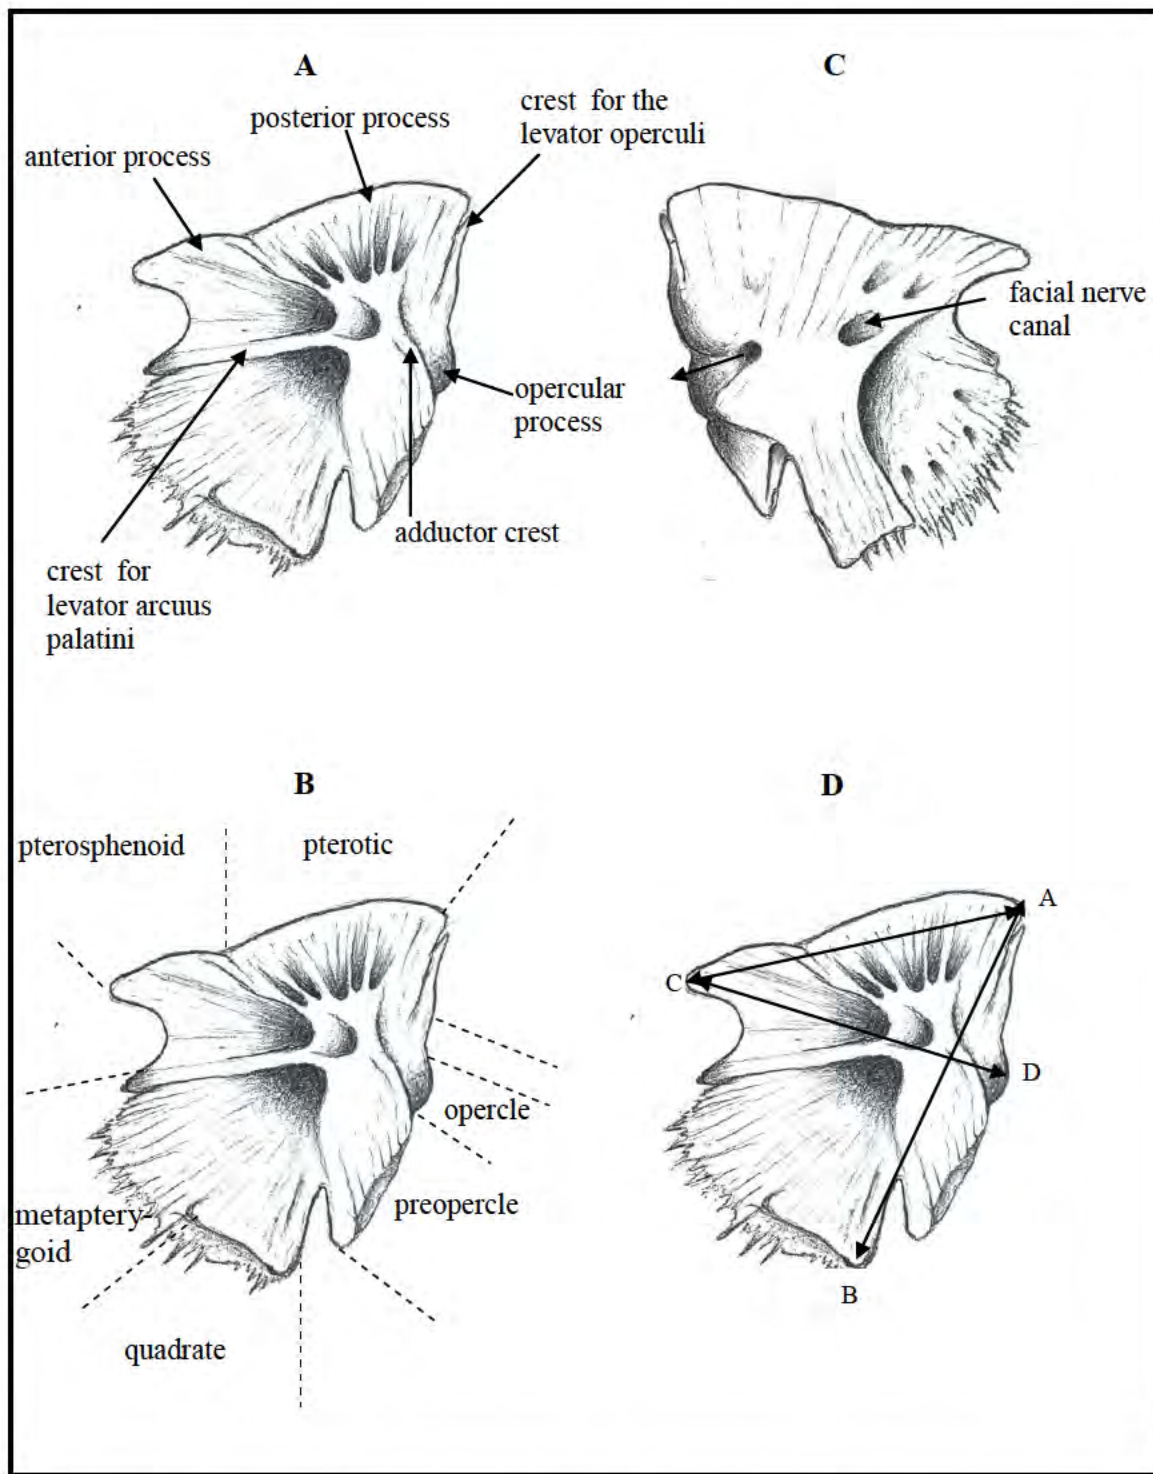 A
C
crest for the
levator operculi
posterior process
anterior process
facial nerve
canal
opercular
process
adductor crest
crest for
levator arcuus
palatini
B
D
pterosphenoid
pterotic
A
C
D
opercle
preopercle
metaptery-
goid
B
quadrate